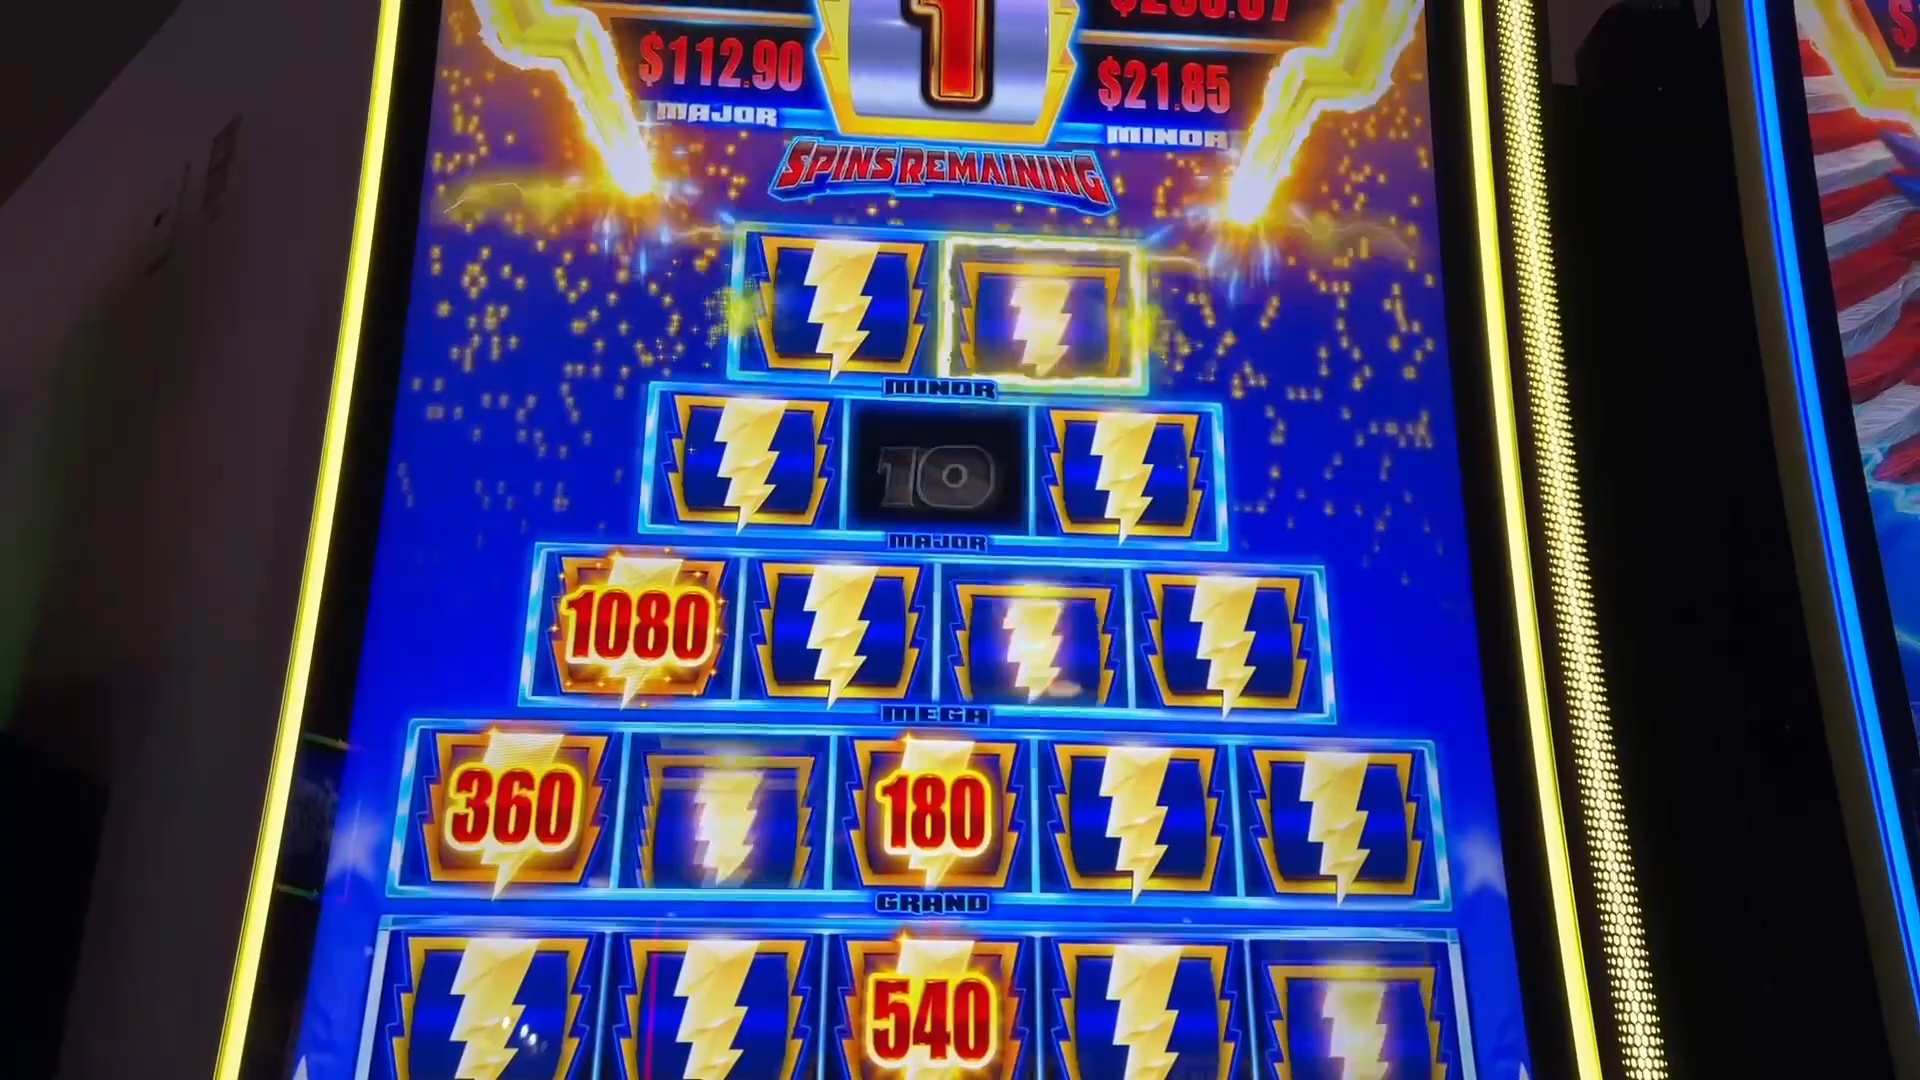 1
$112.90
$21.85
MAJOR
MINOR
SPINS REMAINING
MINOR
10
MAJOR
1080
MEGA
360
180
GRAND
540